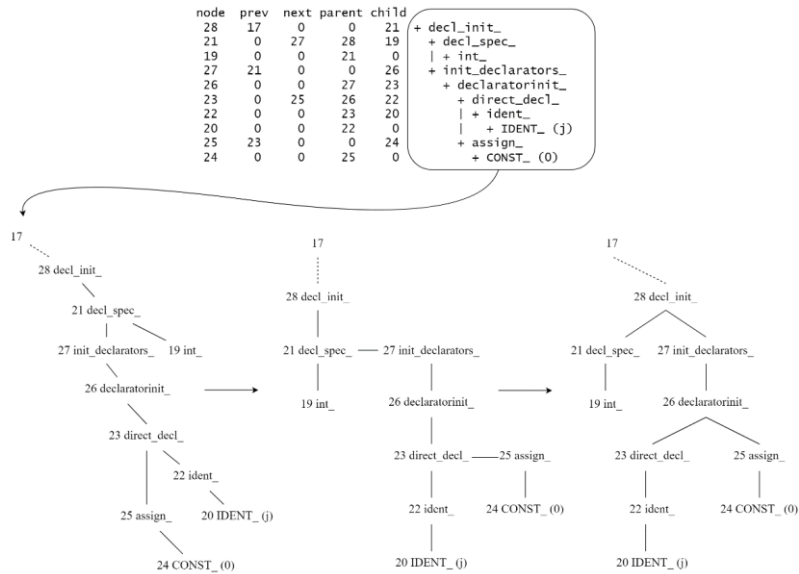 node prev next parent child
28 17 0 0 21 + decl_init_
21 0 27 28 19 + decl_spec_
19 0 0 21 0 | + int_
27 21 0 0 26 + init_declarators_
26 0 0 27 23 + declaratorinit_
23 0 25 26 22 + direct_decl_
22 0 0 23 20 | + ident_
20 0 0 22 0 | + IDENT_ (j)
25 23 0 0 24 + assign_
24 0 0 25 0 + CONST_ (0)
17
28 decl_init_
21 decl_spec_
27 init_declarators_ 19 int_
26 declaratorinit_
23 direct_decl_
22 ident_
25 assign_ 20 IDENT_ (j)
24 CONST_ (0)
17
28 decl_init_
21 decl_spec_ 27 init_declarators_
19 int_ 26 declaratorinit_
23 direct_decl_ 25 assign_
22 ident_ 24 CONST_ (0)
20 IDENT_ (j)
17
28 decl_init_
21 decl_spec_ 27 init_declarators_
19 int_ 26 declaratorinit_
23 direct_decl_ 25 assign_
22 ident_ 24 CONST_ (0)
20 IDENT_ (j)